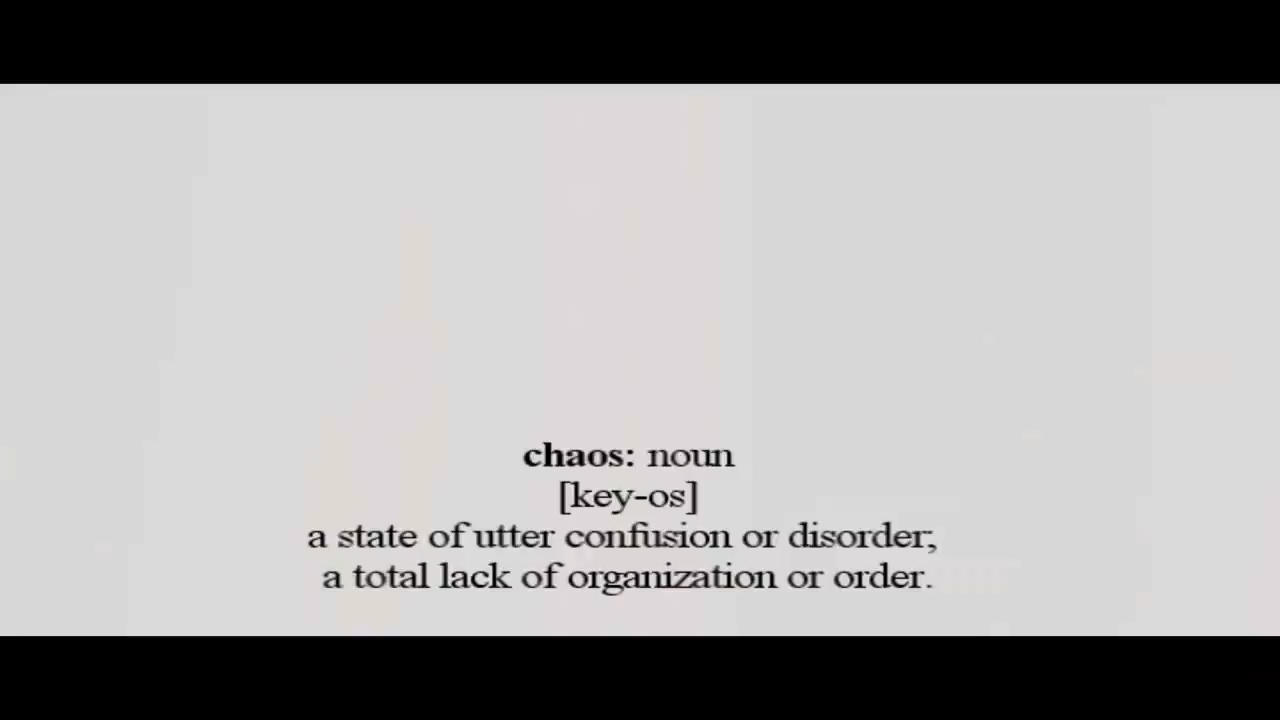 chaos: noun
[key-os]
a state of utter confusion or disorder;
a total lack of organization or order.